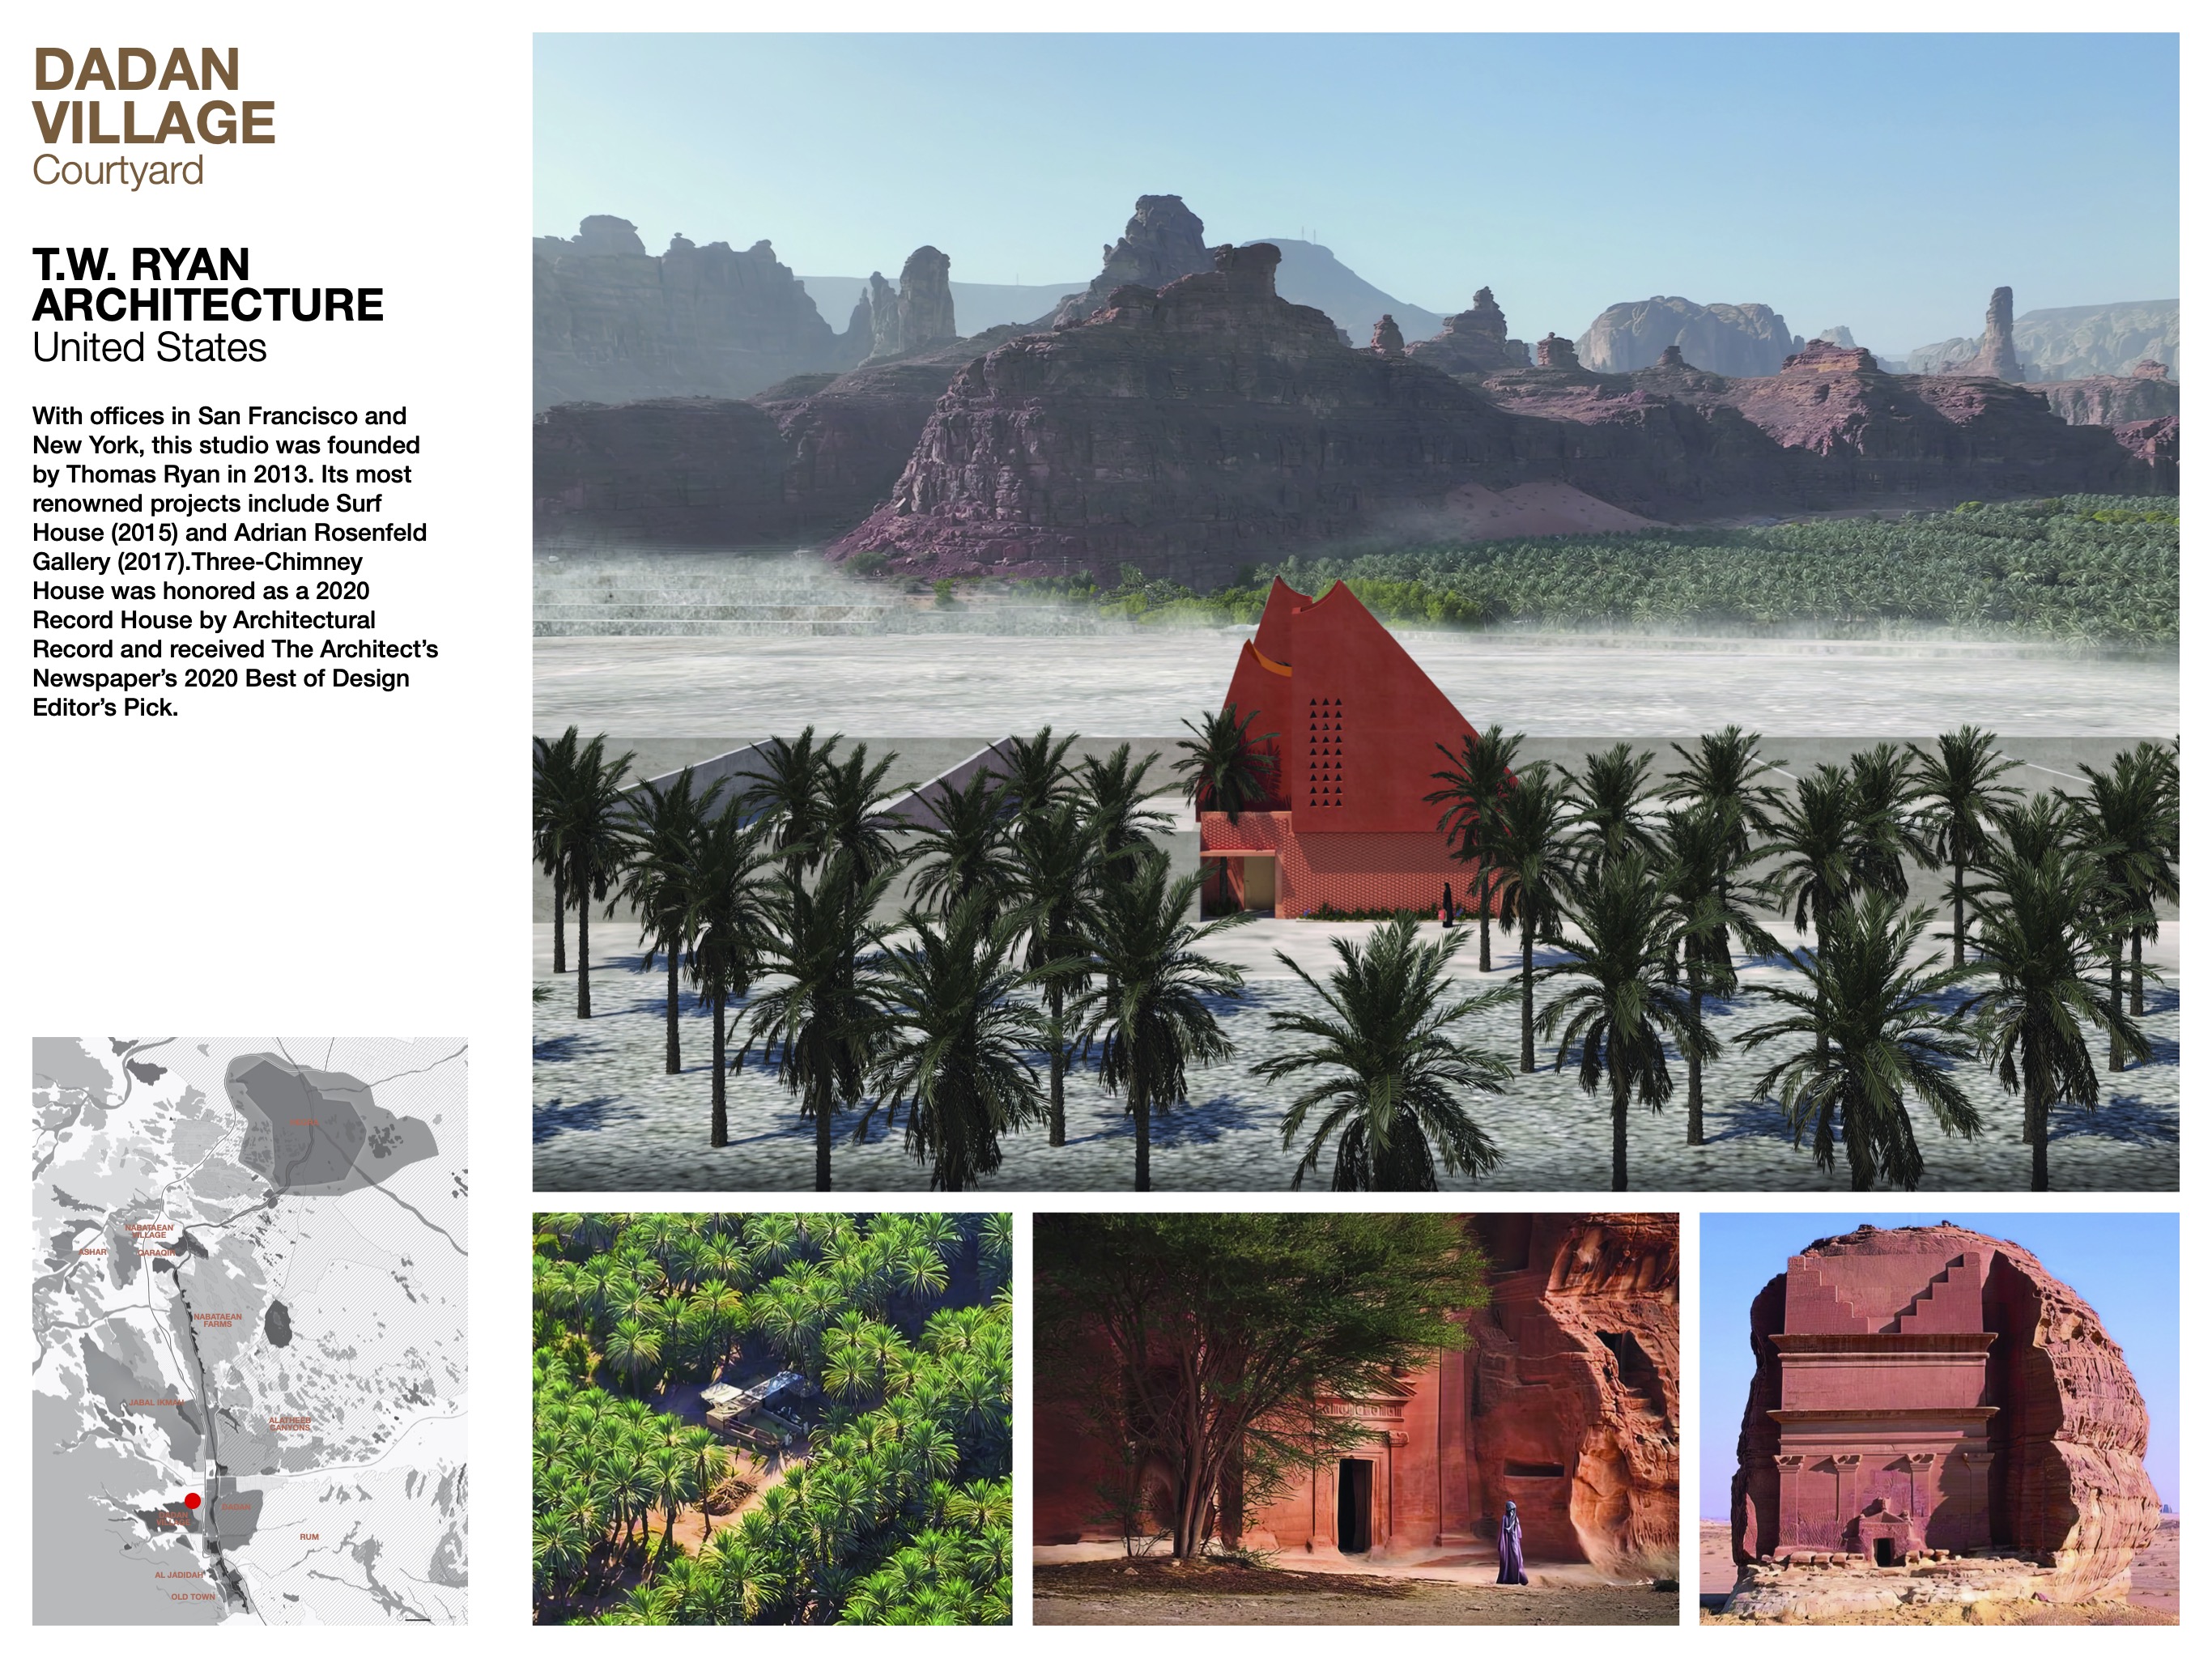 DADAN
VILLAGE
Courtyard
T.W. RYAN
ARCHITECTURE
United States
With offices in San Francisco and
New York, this studio was founded
by Thomas Ryan in 2013. Its most
renowned projects include Surf
House (2015) and Adrian Rosenfeld
Gallery (2017).Three-Chimney
House was honored as a 2020
Record House by Architectural
Record and received The Architect’s
Newspaper’s 2020 Best of Design
Editor’s Pick.
NABATAEAN
VILLAGE
ASHAR
QARAQIR
NABATAEAN
FARMS
JABAL IKMAH
ALATHEEB
CANYONS
DADAN
DADAN
VILLAGE
RUM
AL JADIDAH
OLD TOWN